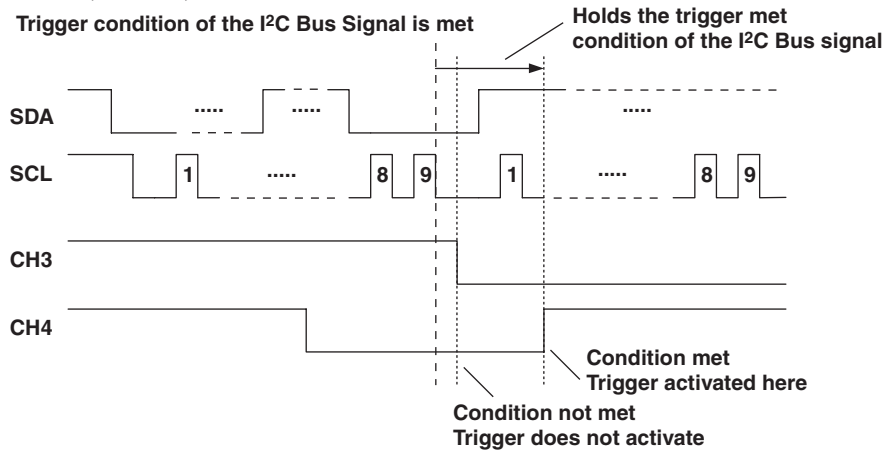 Trigger condition of the I²C Bus Signal is met
Holds the trigger met
condition of the I²C Bus signal
SDA ..... ..... .....
SCL 1 ..... 8 9 1 ..... 8 9
CH3
CH4
Condition met
Trigger activated here
Condition not met
Trigger does not activate